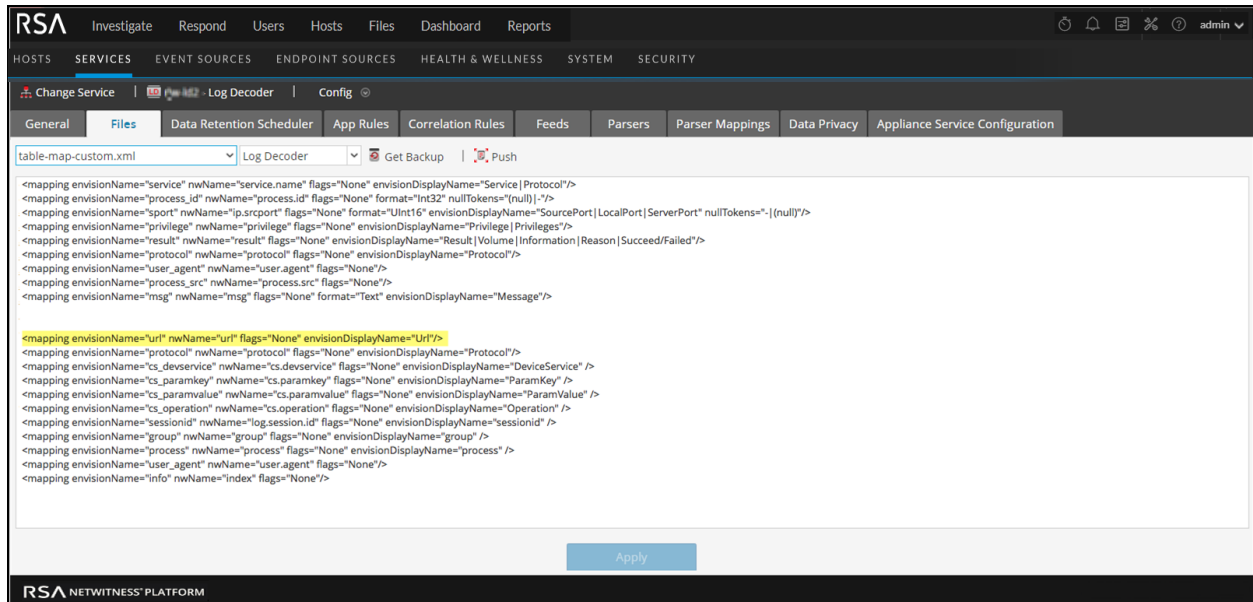 RSA Investigate Respond Users Hosts Files Dashboard Reports admin
HOSTS SERVICES EVENT SOURCES ENDPOINT SOURCES HEALTH & WELLNESS SYSTEM SECURITY
Change Service | LD - Log Decoder | Config
General Files Data Retention Scheduler App Rules Correlation Rules Feeds Parsers Parser Mappings Data Privacy Appliance Service Configuration
table-map-custom.xml Log Decoder Get Backup | Push
<mapping envisionName="service" nwName="service.name" flags="None" envisionDisplayName="Service|Protocol"/>
<mapping envisionName="process_id" nwName="process.id" flags="None" format="Int32" nullTokens="(null)|-"/>
<mapping envisionName="sport" nwName="ip.srcport" flags="None" format="UInt16" envisionDisplayName="SourcePort|LocalPort|ServerPort" nullTokens="-|(null)"/>
<mapping envisionName="privilege" nwName="privilege" flags="None" envisionDisplayName="Privilege|Privileges"/>
<mapping envisionName="result" nwName="result" flags="None" envisionDisplayName="Result|Volume|Information|Reason|Succeed/Failed"/>
<mapping envisionName="protocol" nwName="protocol" flags="None" envisionDisplayName="Protocol"/>
<mapping envisionName="user_agent" nwName="user.agent" flags="None"/>
<mapping envisionName="process_src" nwName="process.src" flags="None"/>
<mapping envisionName="msg" nwName="msg" flags="None" format="Text" envisionDisplayName="Message"/>
<mapping envisionName="url" nwName="url" flags="None" envisionDisplayName="Url"/>
<mapping envisionName="protocol" nwName="protocol" flags="None" envisionDisplayName="Protocol"/>
<mapping envisionName="cs_devservice" nwName="cs.devservice" flags="None" envisionDisplayName="DeviceService" />
<mapping envisionName="cs_paramkey" nwName="cs.paramkey" flags="None" envisionDisplayName="ParamKey" />
<mapping envisionName="cs_paramvalue" nwName="cs.paramvalue" flags="None" envisionDisplayName="ParamValue" />
<mapping envisionName="cs_operation" nwName="cs.operation" flags="None" envisionDisplayName="Operation" />
<mapping envisionName="sessionid" nwName="log.session.id" flags="None" envisionDisplayName="sessionid" />
<mapping envisionName="group" nwName="group" flags="None" envisionDisplayName="group" />
<mapping envisionName="process" nwName="process" flags="None" envisionDisplayName="process" />
<mapping envisionName="user_agent" nwName="user.agent" flags="None"/>
<mapping envisionName="info" nwName="index" flags="None"/>
Apply
RSA NETWITNESS® PLATFORM